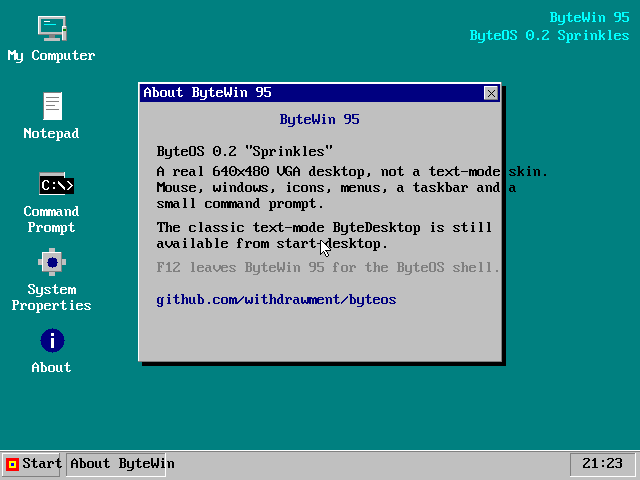 ByteWin 95
ByteOS 0.2 Sprinkles
My Computer
Notepad
C:\>
Command
Prompt
System
Properties
i
About
About ByteWin 95
ByteWin 95
ByteOS 0.2 "Sprinkles"
A real 640x480 VGA desktop, not a text-mode skin.
Mouse, windows, icons, menus, a taskbar and a
small command prompt.
The classic text-mode ByteDesktop is still
available from start desktop.
F12 leaves ByteWin 95 for the ByteOS shell.
github.com/withdrawment/byteos
Start
About ByteWin
21:23